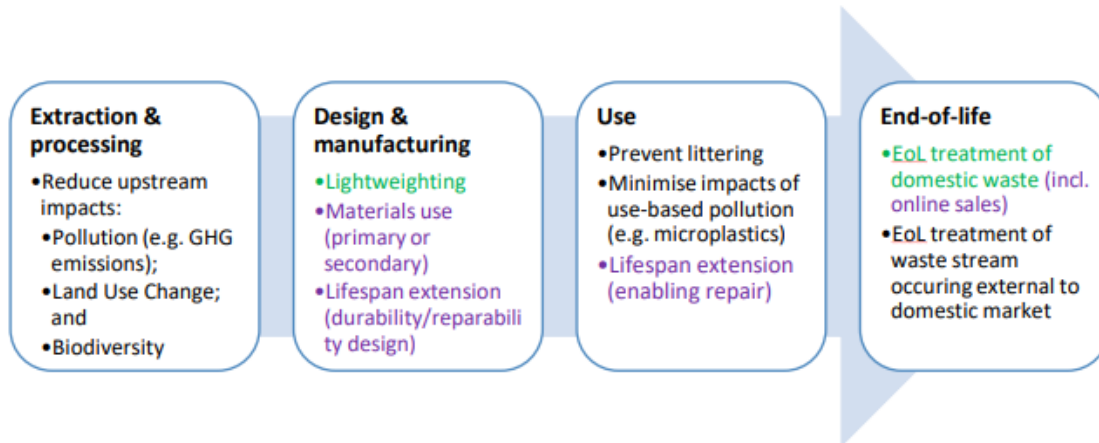 Extraction &
processing
•Reduce upstream
impacts:
•Pollution (e.g. GHG
emissions);
•Land Use Change;
and
•Biodiversity
Design &
manufacturing
•Lightweighting
•Materials use
(primary or
secondary)
•Lifespan extension
(durability/reparabili
ty design)
Use
•Prevent littering
•Minimise impacts of
use-based pollution
(e.g. microplastics)
•Lifespan extension
(enabling repair)
End-of-life
•EoL treatment of
domestic waste (incl.
online sales)
•EoL treatment of
waste stream
occuring external to
domestic market